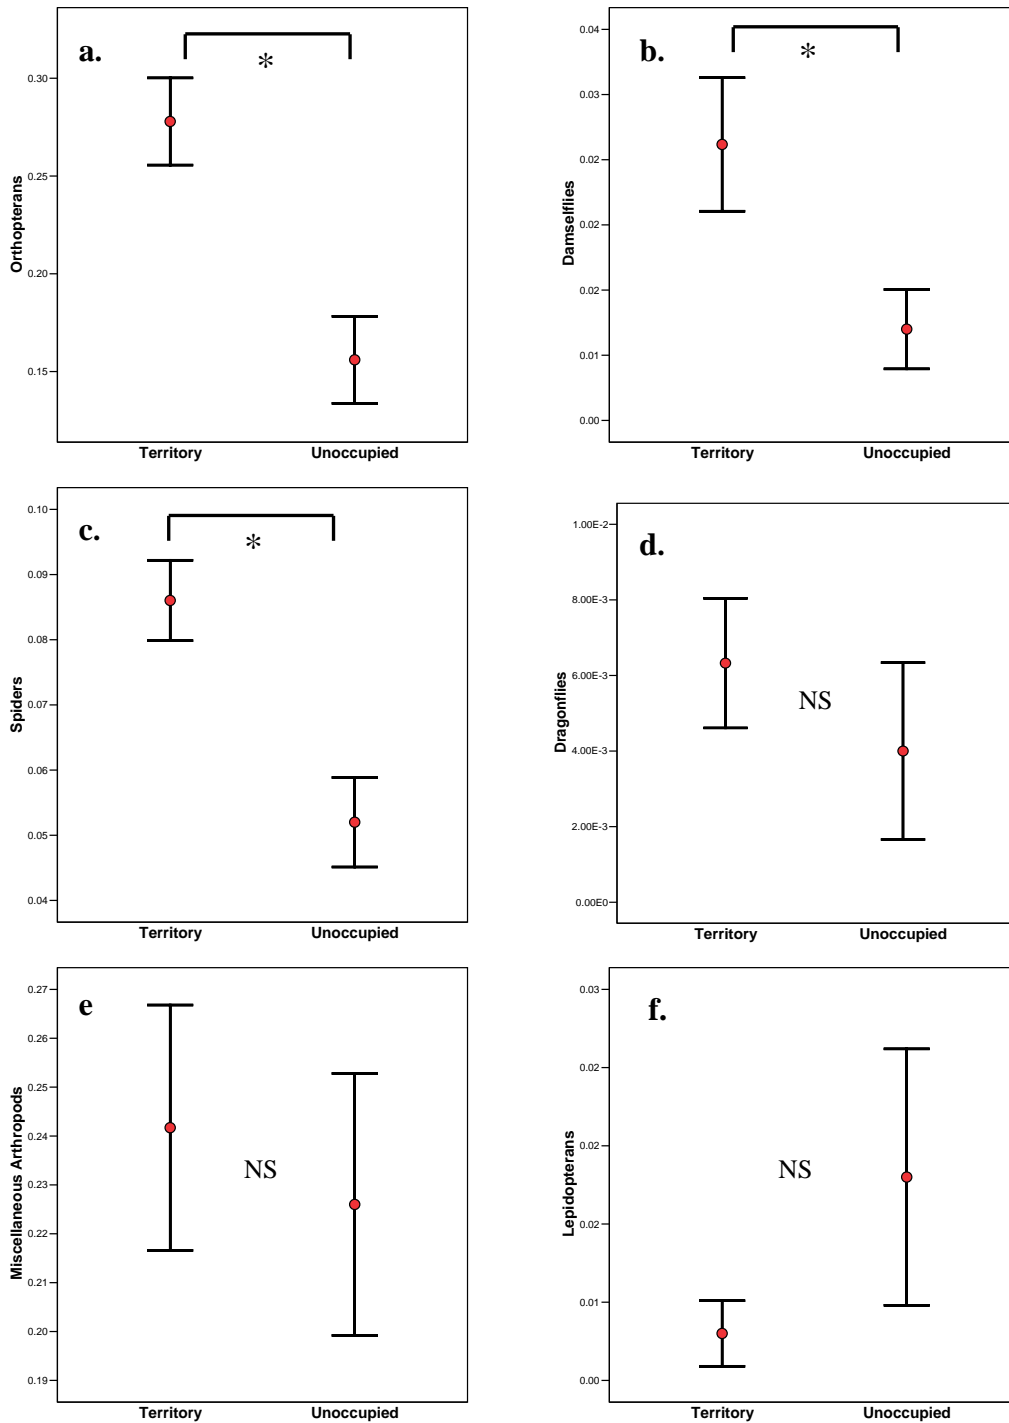 a.
*
0.30
0.25
0.20
0.15
Orthopterans
Territory Unoccupied
b.
*
0.04
0.03
0.02
0.02
0.02
0.01
0.00
Damselflies
Territory Unoccupied
c.
*
0.10
0.09
0.08
0.07
0.06
0.05
0.04
Spiders
Territory Unoccupied
d.
NS
1.00E-2
8.00E-3
6.00E-3
4.00E-3
2.00E-3
0.00E0
Dragonflies
Territory Unoccupied
e
NS
0.27
0.26
0.25
0.24
0.23
0.22
0.21
0.20
0.19
Miscellaneous Arthropods
Territory Unoccupied
f.
NS
0.03
0.02
0.02
0.02
0.01
0.00
Lepidopterans
Territory Unoccupied